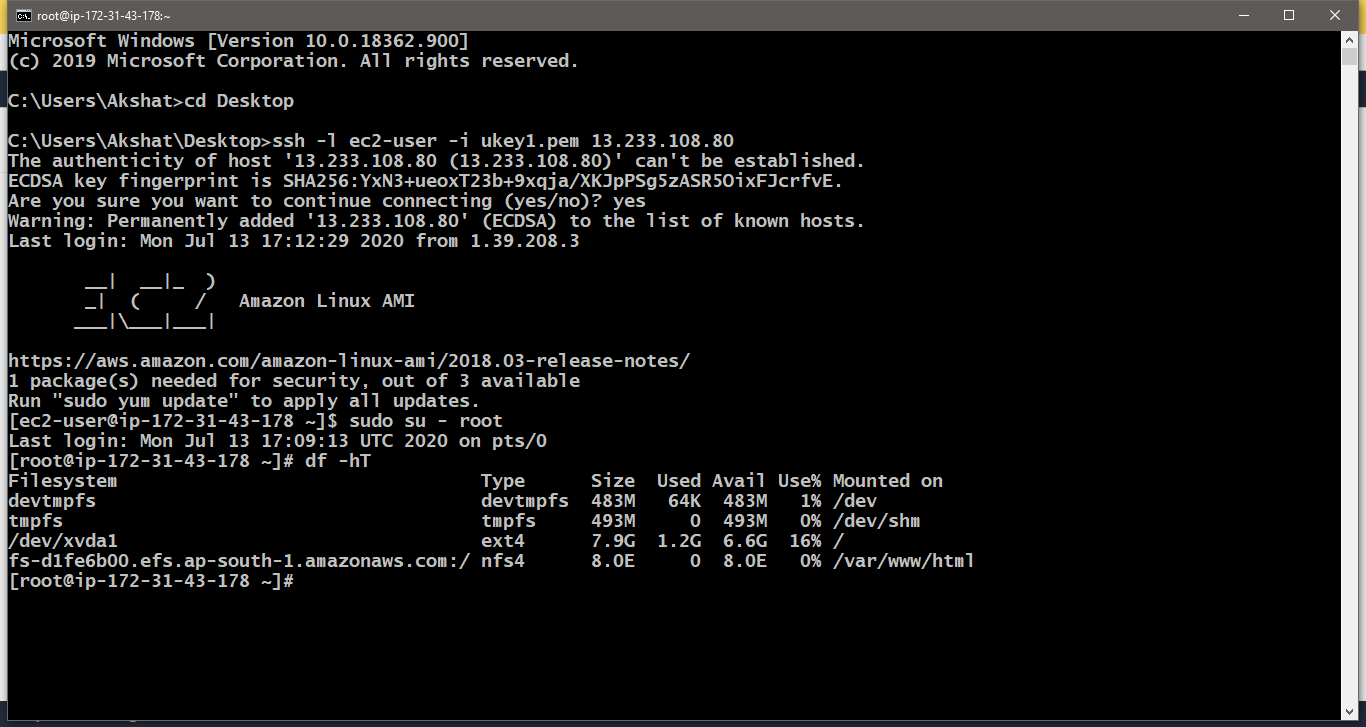 root@ip-172-31-43-178:~
Microsoft Windows [Version 10.0.18362.900]
(c) 2019 Microsoft Corporation. All rights reserved.
C:\Users\Akshat>cd Desktop
C:\Users\Akshat\Desktop>ssh -l ec2-user -i ukey1.pem 13.233.108.80
The authenticity of host '13.233.108.80 (13.233.108.80)' can't be established.
ECDSA key fingerprint is SHA256:YxN3+ueoxT23b+9xqja/XKJpPSg5zASR5OixFJcrfvE.
Are you sure you want to continue connecting (yes/no)? yes
Warning: Permanently added '13.233.108.80' (ECDSA) to the list of known hosts.
Last login: Mon Jul 13 17:12:29 2020 from 1.39.208.3
       __|  __|_  )
       _|  (     /   Amazon Linux AMI
      ___|\___|___|
https://aws.amazon.com/amazon-linux-ami/2018.03-release-notes/
1 package(s) needed for security, out of 3 available
Run "sudo yum update" to apply all updates.
[ec2-user@ip-172-31-43-178 ~]$ sudo su - root
Last login: Mon Jul 13 17:09:13 UTC 2020 on pts/0
[root@ip-172-31-43-178 ~]# df -hT
Filesystem                                 Type      Size  Used Avail Use% Mounted on
devtmpfs                                   devtmpfs  483M   64K  483M   1% /dev
tmpfs                                      tmpfs     493M     0  493M   0% /dev/shm
/dev/xvda1                                 ext4      7.9G  1.2G  6.6G  16% /
fs-d1fe6b00.efs.ap-south-1.amazonaws.com:/ nfs4      8.0E     0  8.0E   0% /var/www/html
[root@ip-172-31-43-178 ~]#